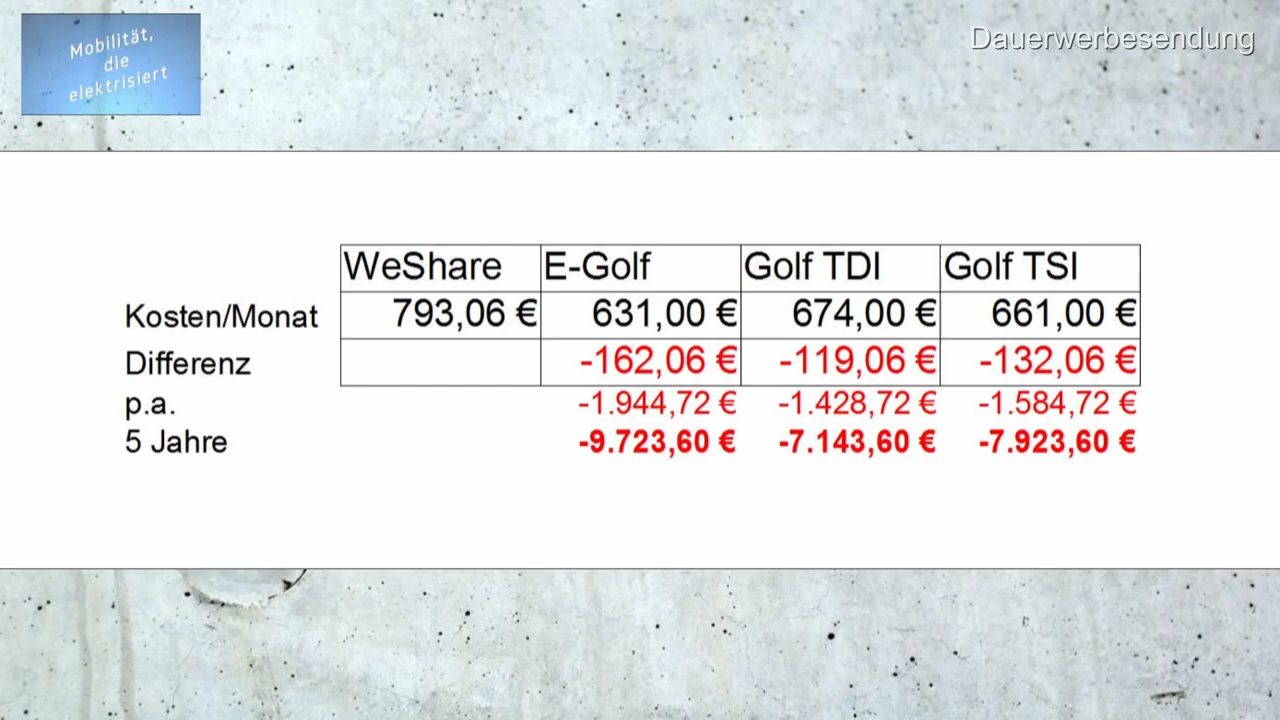 Mobilität,
die
elektrisiert
Dauerwerbesendung
WeShare E-Golf Golf TDI Golf TSI
Kosten/Monat 793,06 € 631,00 € 674,00 € 661,00 €
Differenz -162,06 € -119,06 € -132,06 €
p.a. -1.944,72 € -1.428,72 € -1.584,72 €
5 Jahre -9.723,60 € -7.143,60 € -7.923,60 €